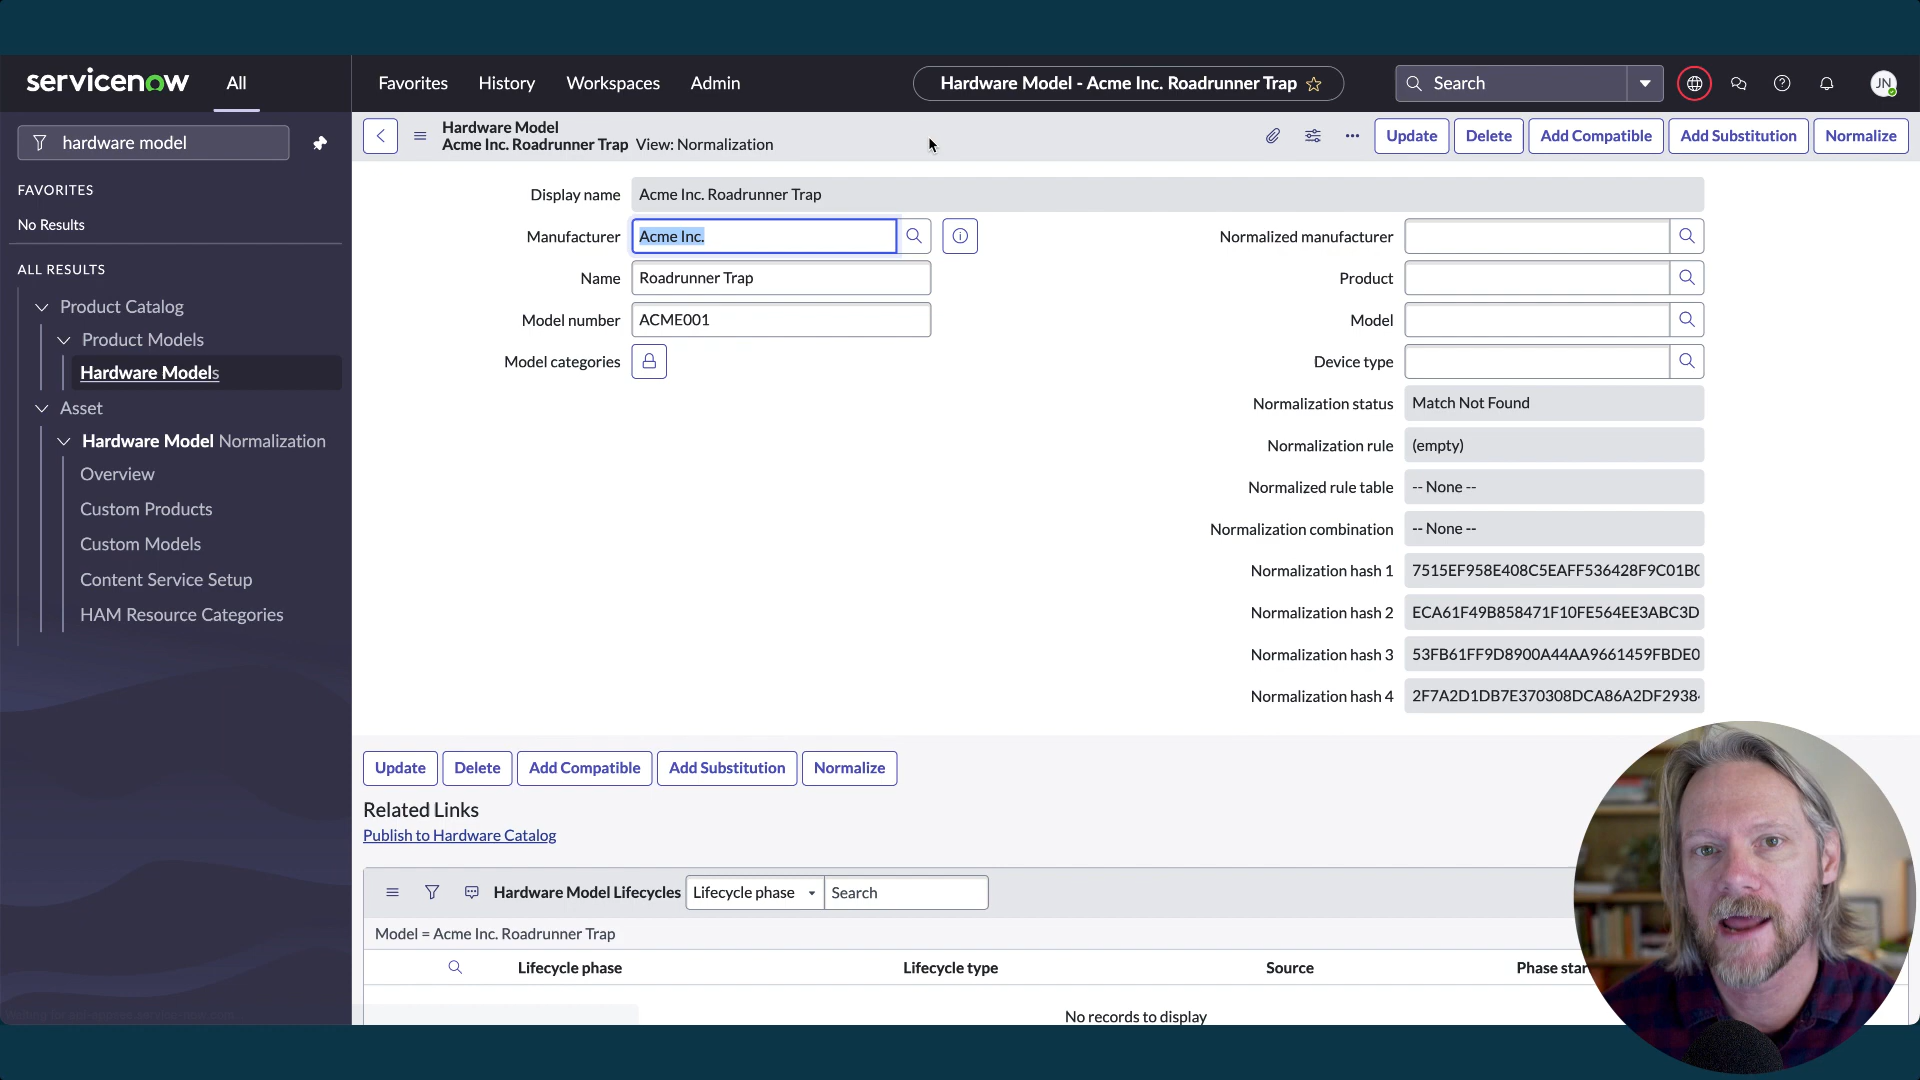 servicenow
All
Favorites
History
Workspaces
Admin
Hardware Model - Acme Inc. Roadrunner Trap
Search
JN
hardware model
FAVORITES
No Results
ALL RESULTS
Product Catalog
Product Models
Hardware Models
Asset
Hardware Model Normalization
Overview
Custom Products
Custom Models
Content Service Setup
HAM Resource Categories
Hardware Model
Acme Inc. Roadrunner Trap View: Normalization
Update
Delete
Add Compatible
Add Substitution
Normalize
Display name Acme Inc. Roadrunner Trap
Manufacturer Acme Inc.
Name Roadrunner Trap
Model number ACME001
Model categories
Normalized manufacturer
Product
Model
Device type
Normalization status Match Not Found
Normalization rule (empty)
Normalized rule table -- None --
Normalization combination -- None --
Normalization hash 1 7515EF958E408C5EAFF536428F9C01B
Normalization hash 2 ECA61F49B858471F10FE564EE3ABC3D
Normalization hash 3 53FB61FF9D8900A44AA9661459FBDE0
Normalization hash 4 2F7A2D1DB7E370308DCA86A2DF2938
Update
Delete
Add Compatible
Add Substitution
Normalize
Related Links
Publish to Hardware Catalog
Hardware Model Lifecycles
Lifecycle phase
Search
Model = Acme Inc. Roadrunner Trap
Lifecycle phase
Lifecycle type
Source
Phase star
No records to display